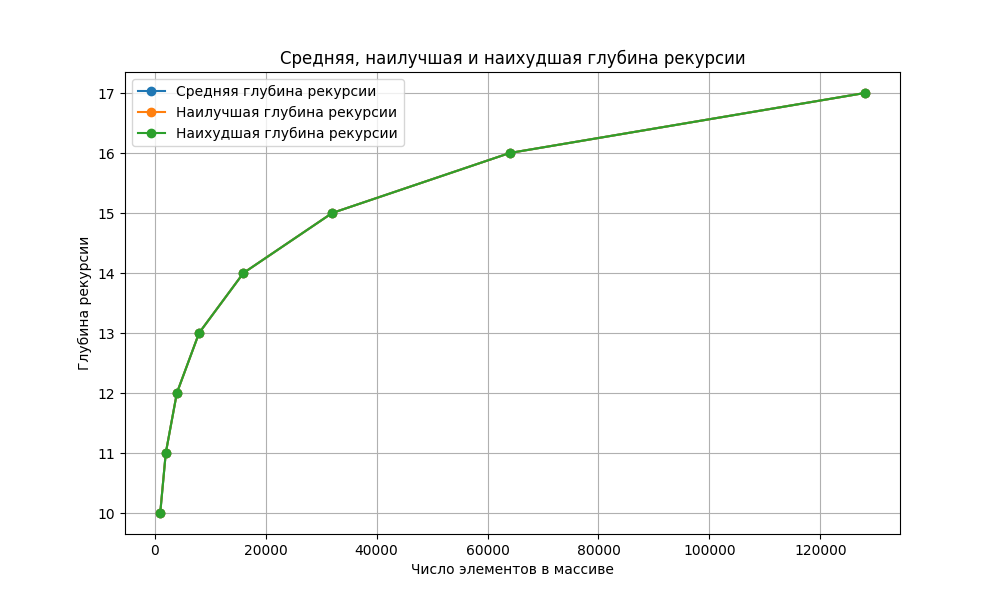 Средняя, наилучшая и наихудшая глубина рекурсии
Средняя глубина рекурсии
Наилучшая глубина рекурсии
Наихудшая глубина рекурсии
Глубина рекурсии
17
16
15
14
13
12
11
10
0 20000 40000 60000 80000 100000 120000
Число элементов в массиве